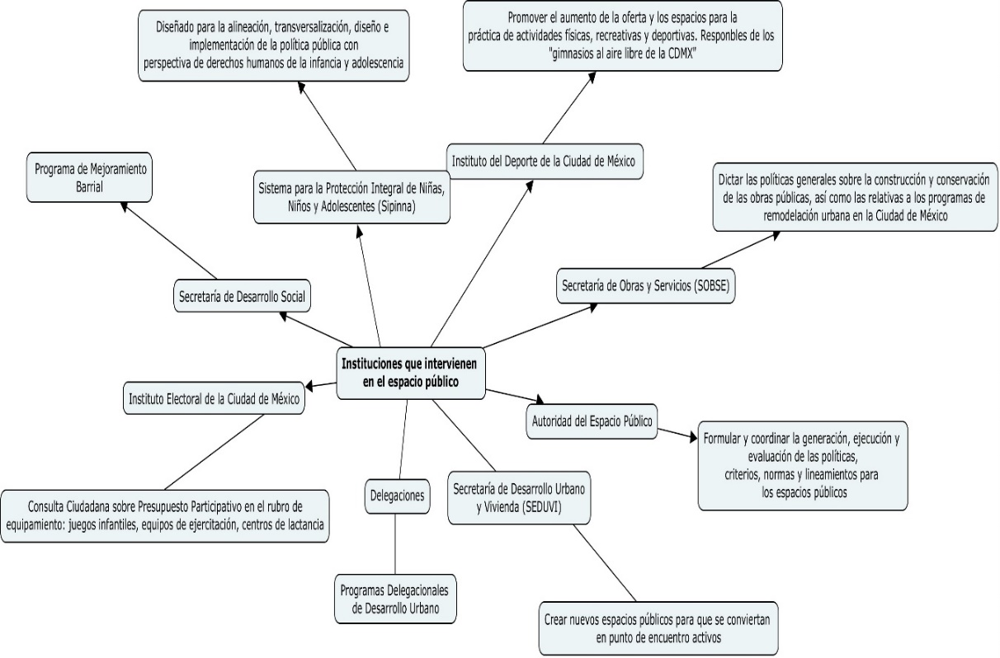 Diseñado para la alineación, transversalización, diseño e
implementación de la política pública con
perspectiva de derechos humanos de la infancia y adolescencia
Promover el aumento de la oferta y los espacios para la
práctica de actividades físicas, recreativas y deportivas. Responbles de los
"gimnasios al aire libre de la CDMX"
Programa de Mejoramiento
Barrial
Sistema para la Protección Integral de Niñas,
Niños y Adolescentes (Sipinna)
Instituto del Deporte de la Ciudad de México
Dictar las políticas generales sobre la construcción y conservación
de las obras públicas, así como las relativas a los programas de
remodelación urbana en la Ciudad de México
Secretaría de Desarrollo Social
Secretaría de Obras y Servicios (SOBSE)
Instituciones que intervienen
en el espacio público
Instituto Electoral de la Ciudad de México
Autoridad del Espacio Público
Formular y coordinar la generación, ejecución y
evaluación de las políticas,
criterios, normas y lineamientos para
los espacios públicos
Consulta Ciudadana sobre Presupuesto Participativo en el rubro de
equipamiento: juegos infantiles, equipos de ejercitación, centros de lactancia
Delegaciones
Secretaría de Desarrollo Urbano
y Vivienda (SEDUVI)
Programas Delegacionales
de Desarrollo Urbano
Crear nuevos espacios públicos para que se conviertan
en punto de encuentro activos